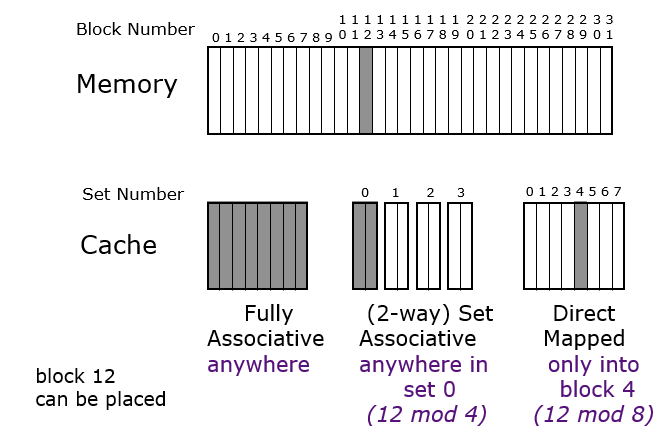 Block Number
0 1 2 3 4 5 6 7 8 9 10 11 12 13 14 15 16 17 18 19 20 21 22 23 24 25 26 27 28 29 30 31
Memory
Set Number
0 1 2 3
0 1 2 3 4 5 6 7
Cache
Fully
Associative
anywhere
(2-way) Set
Associative
anywhere in
set 0
(12 mod 4)
Direct
Mapped
only into
block 4
(12 mod 8)
block 12
can be placed